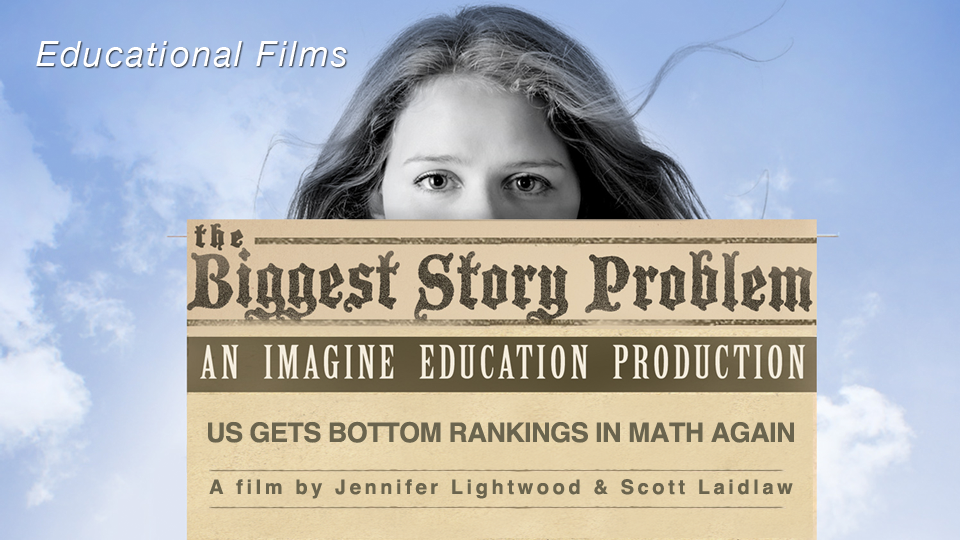 Educational Films
the
Biggest Story Problem
AN IMAGINE EDUCATION PRODUCTION
US GETS BOTTOM RANKINGS IN MATH AGAIN
A film by Jennifer Lightwood & Scott Laidlaw